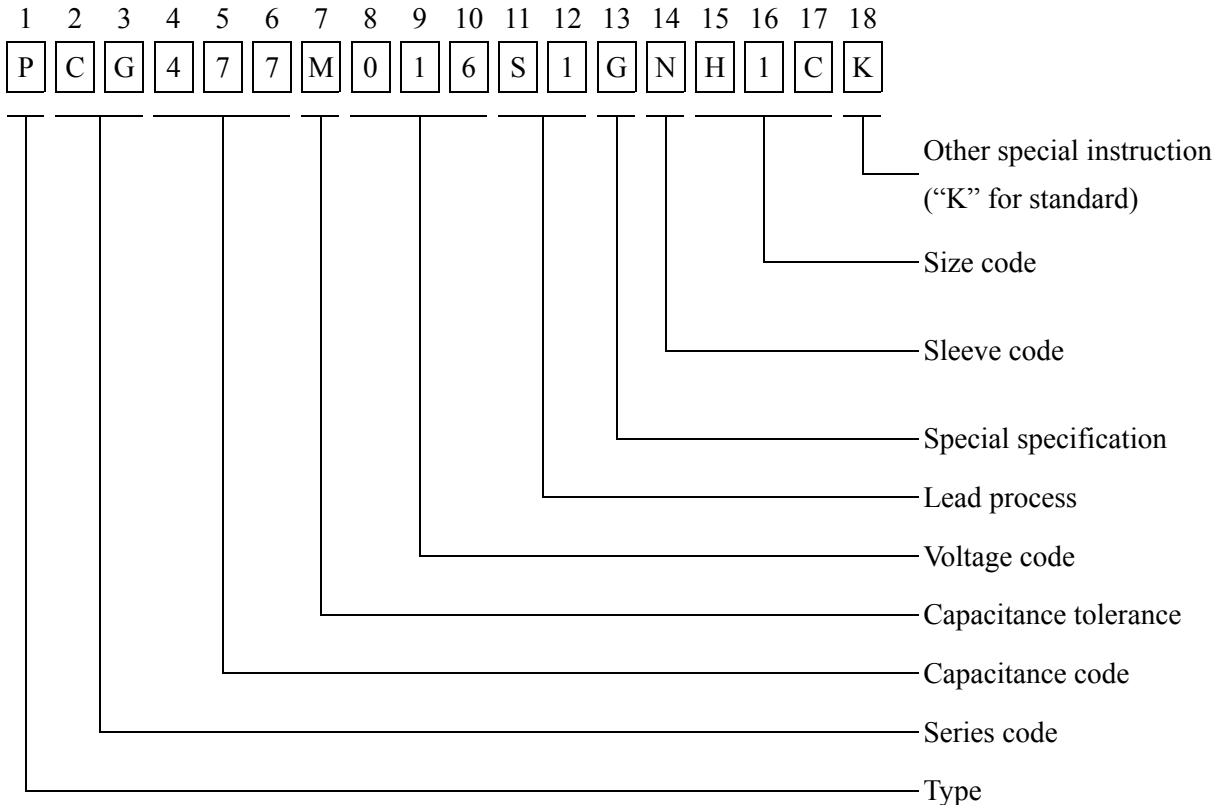 1 2 3 4 5 6 7 8 9 10 11 12 13 14 15 16 17 18
P C G 4 7 7 M 0 1 6 S 1 G N H 1 C K
Other special instruction
(“K” for standard)
Size code
Sleeve code
Special specification
Lead process
Voltage code
Capacitance tolerance
Capacitance code
Series code
Type